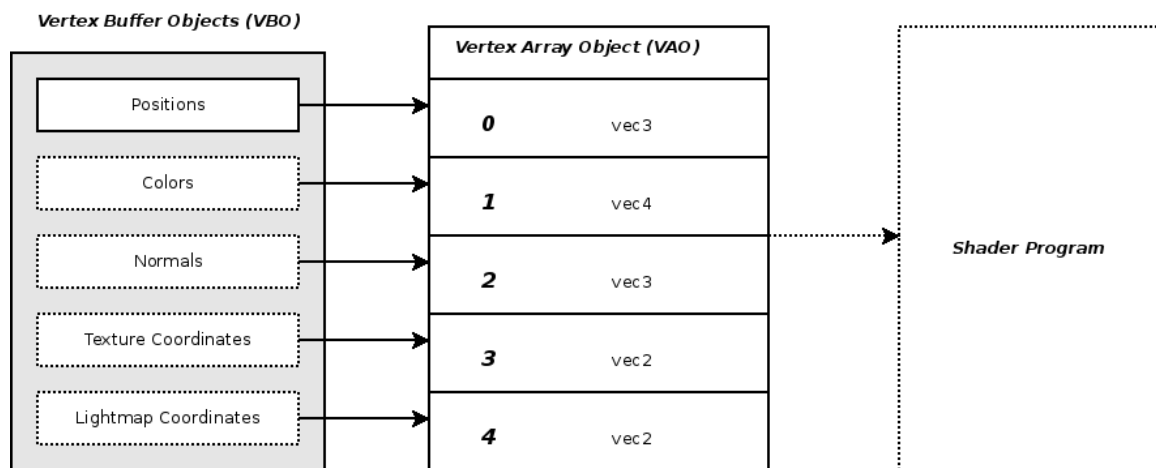 Vertex Buffer Objects (VBO)
Positions
Colors
Normals
Texture Coordinates
Lightmap Coordinates
Vertex Array Object (VAO)
0 vec3
1 vec4
2 vec3
3 vec2
4 vec2
Shader Program